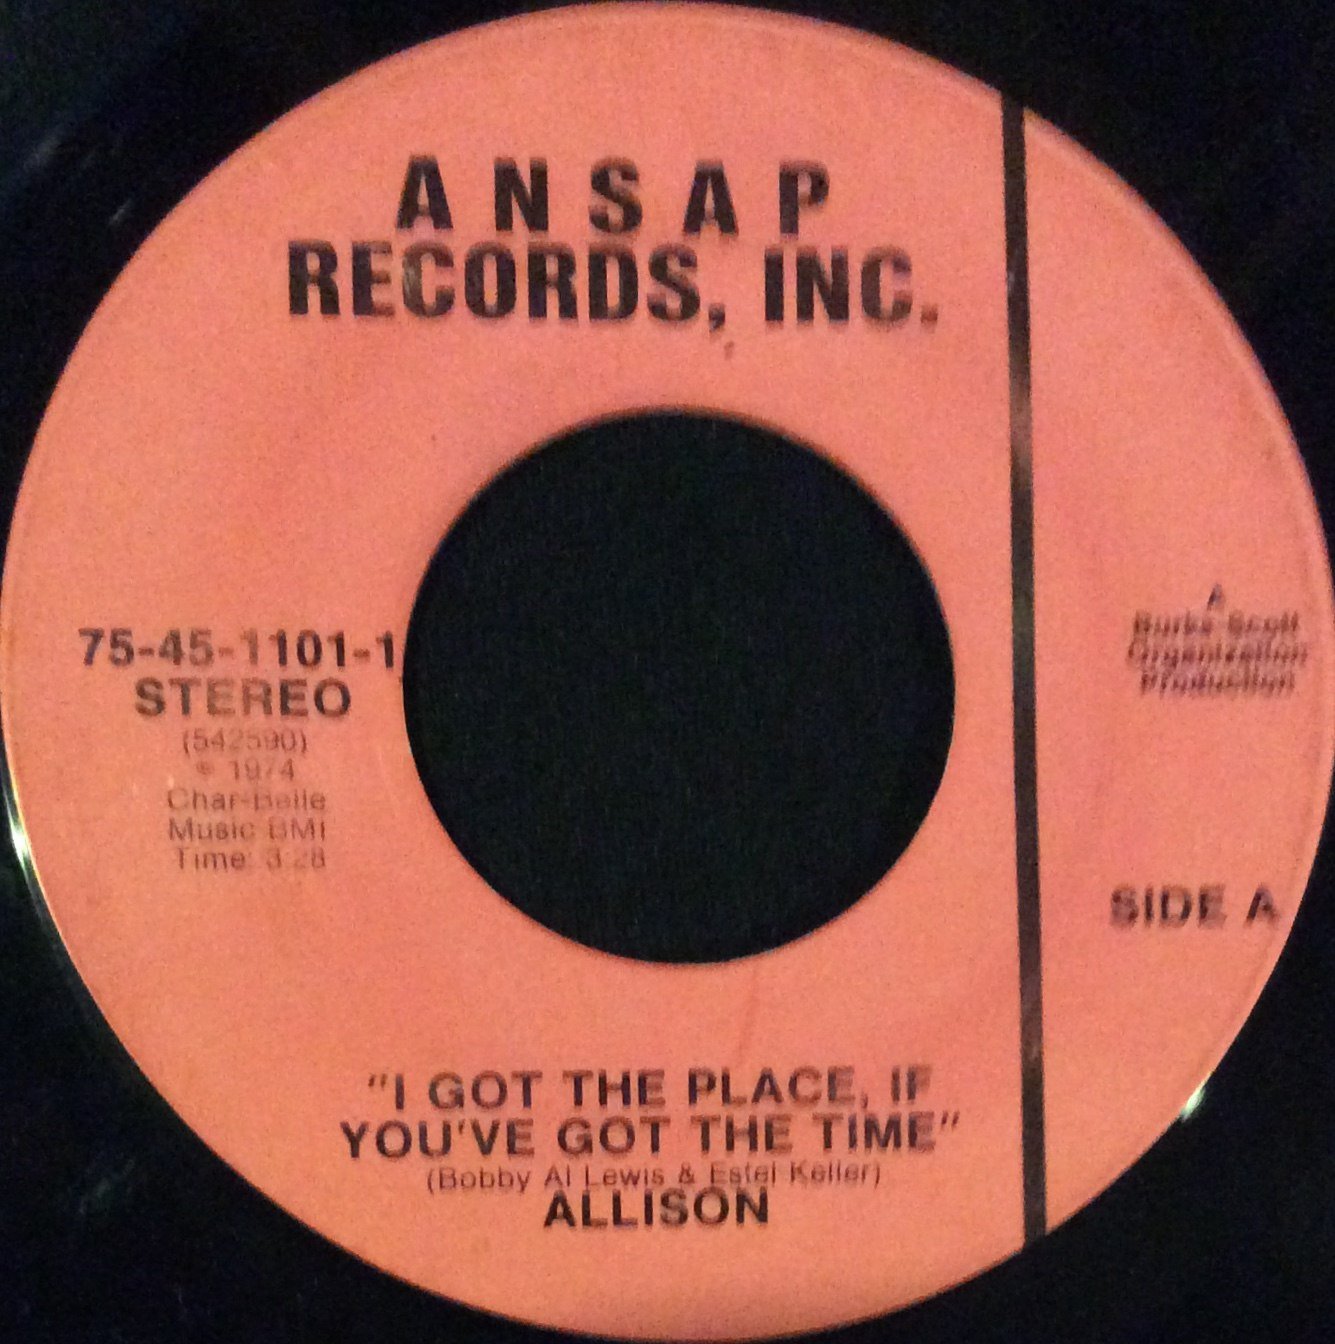 A N S A P
RECORDS, INC.
75-45-1101-1
STEREO
(542590)
℗ 1974
Char-Belle
Music BMI
Time: 3:28
A
Burke-Scott
Organization
Production
SIDE A
"I GOT THE PLACE, IF
YOU'VE GOT THE TIME"
(Bobby Al Lewis & Estel Keller)
ALLISON